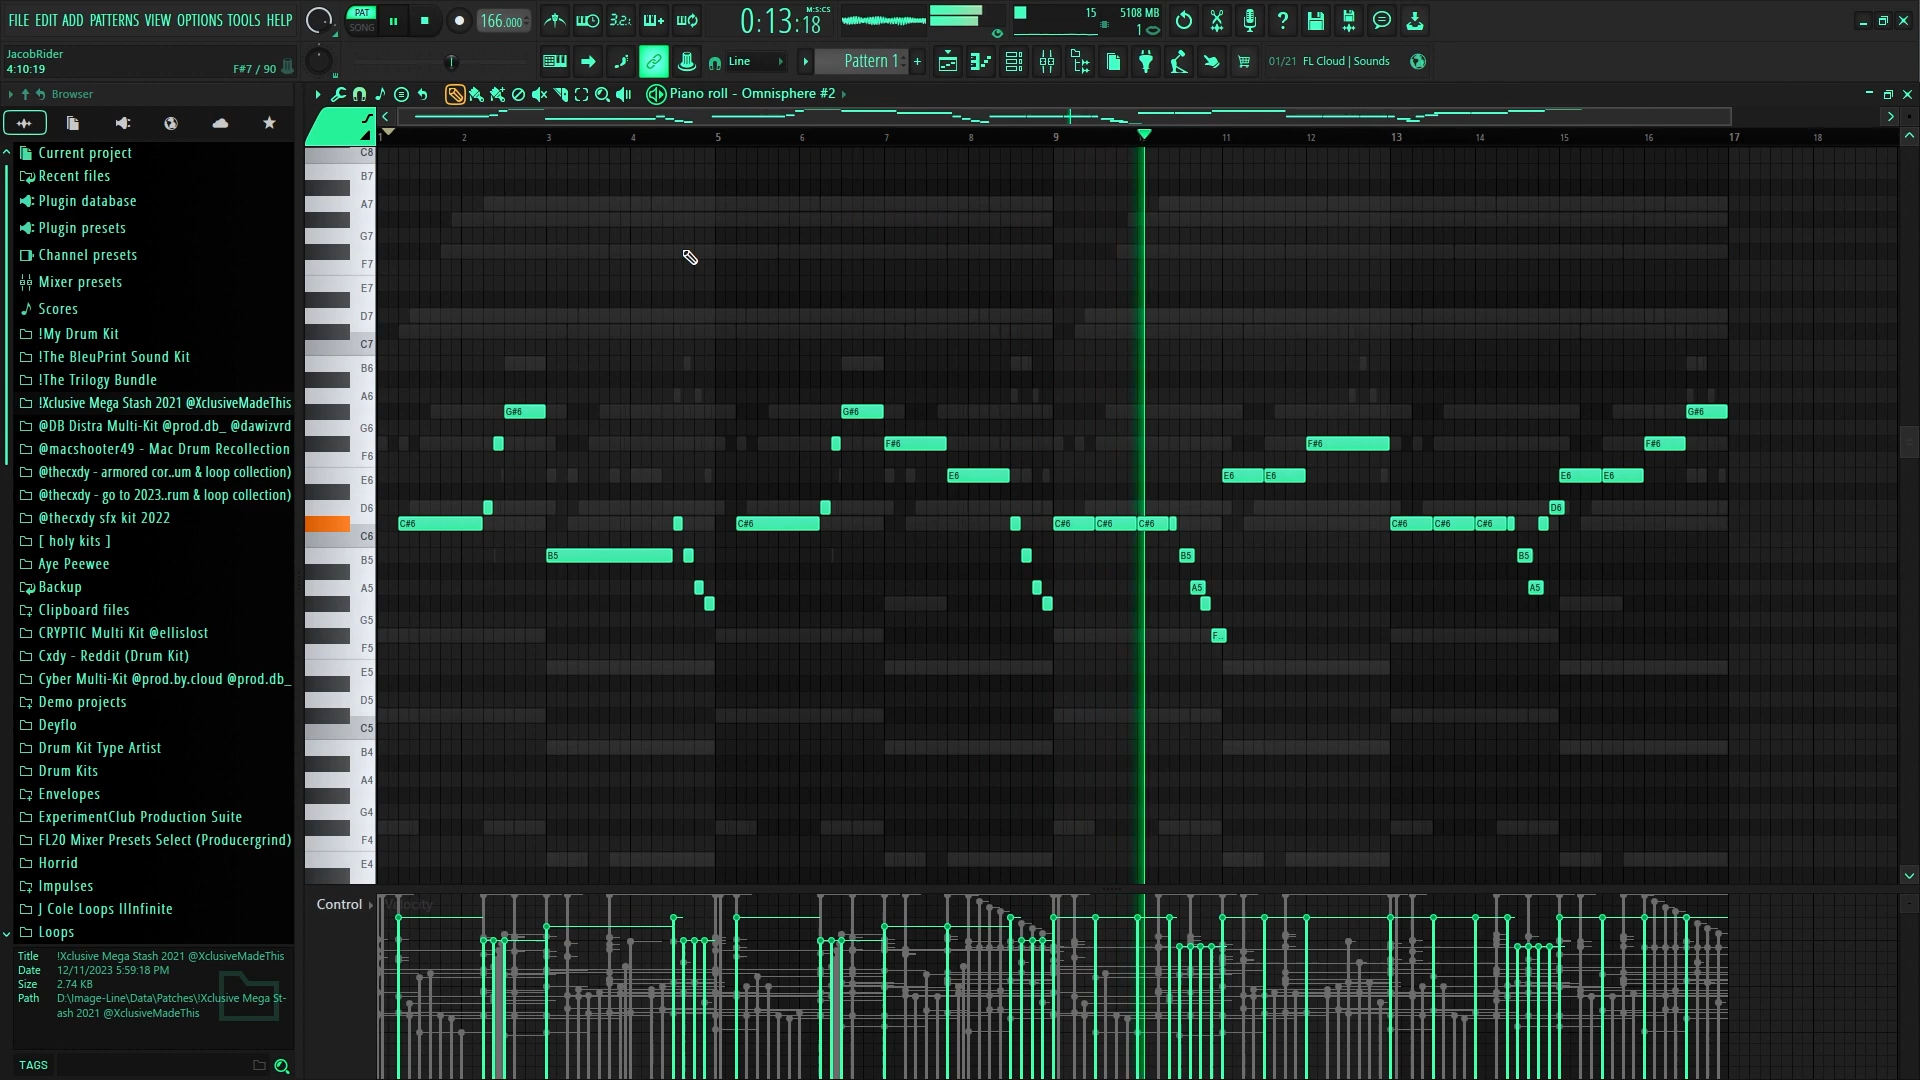 FILE EDIT ADD PATTERNS VIEW OPTIONS TOOLS HELP
PAT
SONG
166.000
3.2.
0:13:18
M:S:CS
15
5108 MB
1
JacobRider
4:10:19
F#7 / 90
Line
Pattern 1
+
01/21 FL Cloud | Sounds
Browser
Piano roll - Omnisphere #2
1 2 3 4 5 6 7 8 9 11 12 13 14 15 16 17 18
Current project
Recent files
Plugin database
Plugin presets
Channel presets
Mixer presets
Scores
!My Drum Kit
!The BleuPrint Sound Kit
!The Trilogy Bundle
!Xclusive Mega Stash 2021 @XclusiveMadeThis
@DB Distra Multi-Kit @prod.db_ @dawizvrd
@macshooter49 - Mac Drum Recollection
@thecxdy - armored cor..um & loop collection)
@thecxdy - go to 2023..rum & loop collection)
@thecxdy sfx kit 2022
[ holy kits ]
Aye Peewee
Backup
Clipboard files
CRYPTIC Multi Kit @ellislost
Cxdy - Reddit (Drum Kit)
Cyber Multi-Kit @prod.by.cloud @prod.db_
Demo projects
Deyflo
Drum Kit Type Artist
Drum Kits
Envelopes
ExperimentClub Production Suite
FL20 Mixer Presets Select (Producergrind)
Horrid
Impulses
J Cole Loops IIInfinite
Loops
Title !Xclusive Mega Stash 2021 @XclusiveMadeThis
Date 12/11/2023 5:59:18 PM
Size 2.74 KB
Path D:\Image-Line\Data\Patches\!Xclusive Mega St-
ash 2021 @XclusiveMadeThis
TAGS
C8
B7
A7
G7
F7
E7
D7
C7
B6
A6
G#6 G#6 G#6
G6
F#6 F#6 F#6
F6
E6 E6 E6 E6 E6 E6
D6 D6
C#6 C#6 C#6 C#6 C#6 C#6 C#6 C#6
C6
B5 B5 B5 B5
A5 A5 A5
G5
F..
F5
E5
D5
C5
B4
A4
G4
F4
E4
Control
Velocity